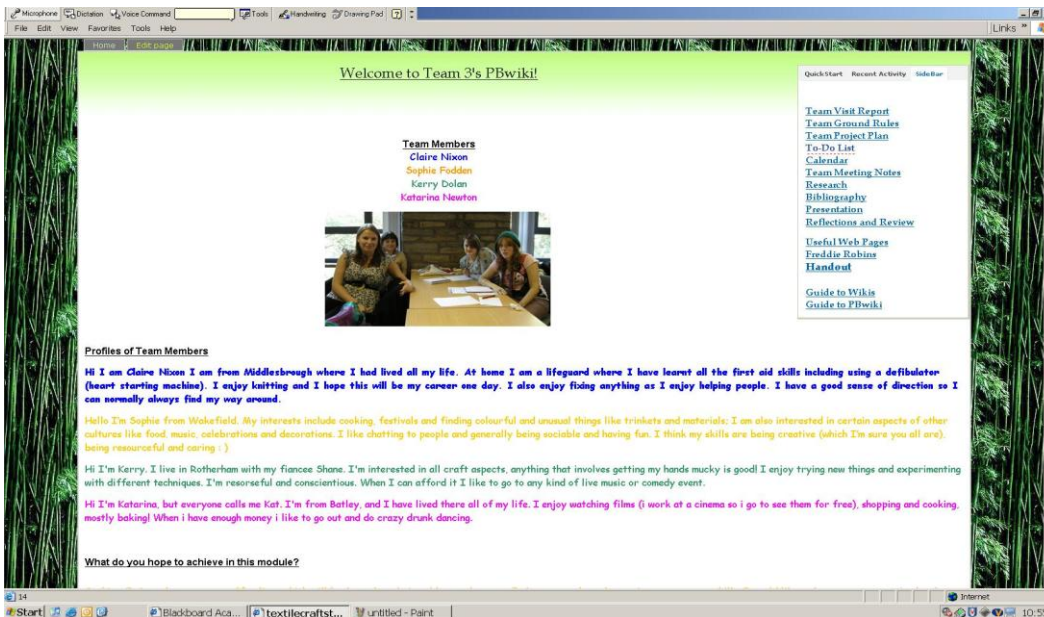 Microphone Dictation Voice Command Tools Handwriting Drawing Pad ?
File Edit View Favorites Tools Help Links »
Home Edit page
Welcome to Team 3's PBwiki!
QuickStart Recent Activity SideBar
Team Visit Report
Team Ground Rules
Team Project Plan
To-Do List
Calendar
Team Meeting Notes
Research
Bibliography
Presentation
Reflections and Review
Useful Web Pages
Freddie Robins
Handout
Guide to Wikis
Guide to PBwiki
Team Members
Claire Nixon
Sophie Fodden
Kerry Dolan
Katarina Newton
Profiles of Team Members
Hi I am Claire Nixon I am from Middlesbrough where I had lived all my life. At home I am a lifeguard where I have learnt all the first aid skills including using a defibulator
(heart starting machine). I enjoy knitting and I hope this will be my career one day. I also enjoy fixing anything as I enjoy helping people. I have a good sense of direction so I
can normally always find my way around.
Hello I'm Sophie from Wakefield. My interests include cooking, festivals and finding colourful and unusual things like trinkets and materials; I am also interested in certain aspects of other
cultures like food, music, celebrations and decorations. I like chatting to people and generally being sociable and having fun. I think my skills are being creative (which I'm sure you all are),
being resourceful and caring : )
Hi I'm Kerry. I live in Rotherham with my fiancee Shane. I'm interested in all craft aspects, anything that involves getting my hands mucky is good! I enjoy trying new things and experimenting
with different techniques. I'm resorseful and conscientious. When I can afford it I like to go to any kind of live music or comedy event.
Hi I'm Katarina, but everyone calls me Kat. I'm from Batley, and I have lived there all of my life. I enjoy watching films (i work at a cinema so i go to see them for free), shopping and cooking,
mostly baking! When i have enough money i like to go out and do crazy drunk dancing.
What do you hope to achieve in this module?
14 Internet
Start Blackboard Aca... textilecraftst... untitled - Paint